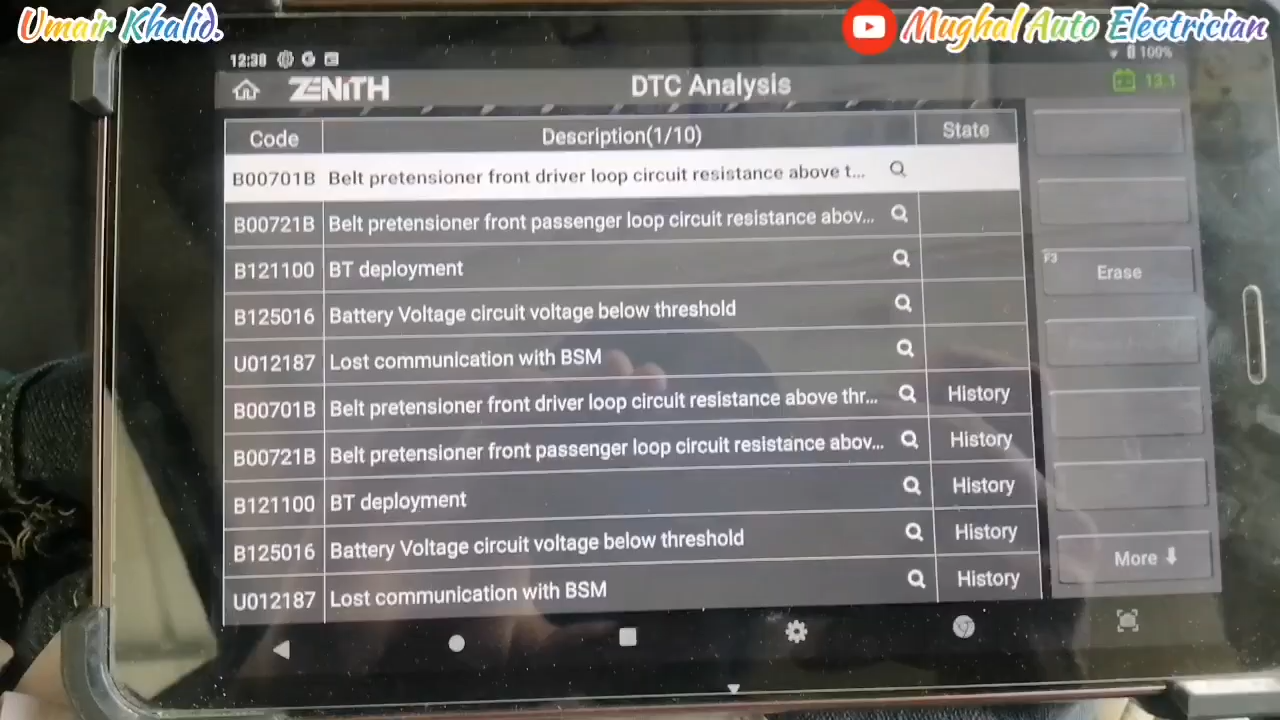 Umair Khalid.
Mughal Auto Electrician
12:38
100%
ZENITH
DTC Analysis
13.1
Code Description(1/10) State
B00701B Belt pretensioner front driver loop circuit resistance above t...
B00721B Belt pretensioner front passenger loop circuit resistance abov...
B121100 BT deployment
F3 Erase
B125016 Battery Voltage circuit voltage below threshold
U012187 Lost communication with BSM
B00701B Belt pretensioner front driver loop circuit resistance above thr... History
B00721B Belt pretensioner front passenger loop circuit resistance abov... History
B121100 BT deployment History
B125016 Battery Voltage circuit voltage below threshold History
More
U012187 Lost communication with BSM History